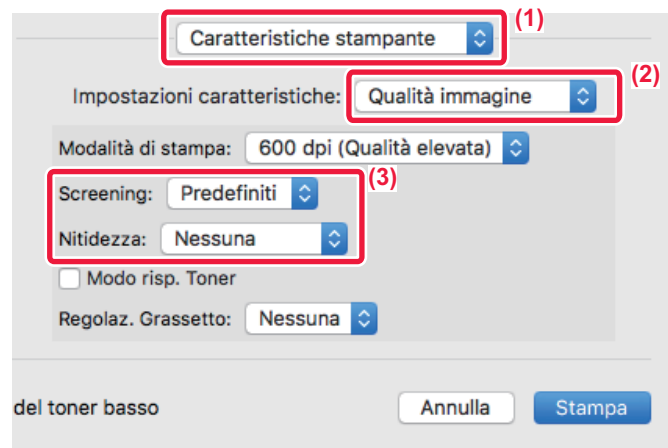 Caratteristiche stampante
(1)
Impostazioni caratteristiche: Qualità immagine
(2)
Modalità di stampa: 600 dpi (Qualità elevata)
Screening: Predefiniti
(3)
Nitidezza: Nessuna
Modo risp. Toner
Regolaz. Grassetto: Nessuna
del toner basso
Annulla
Stampa